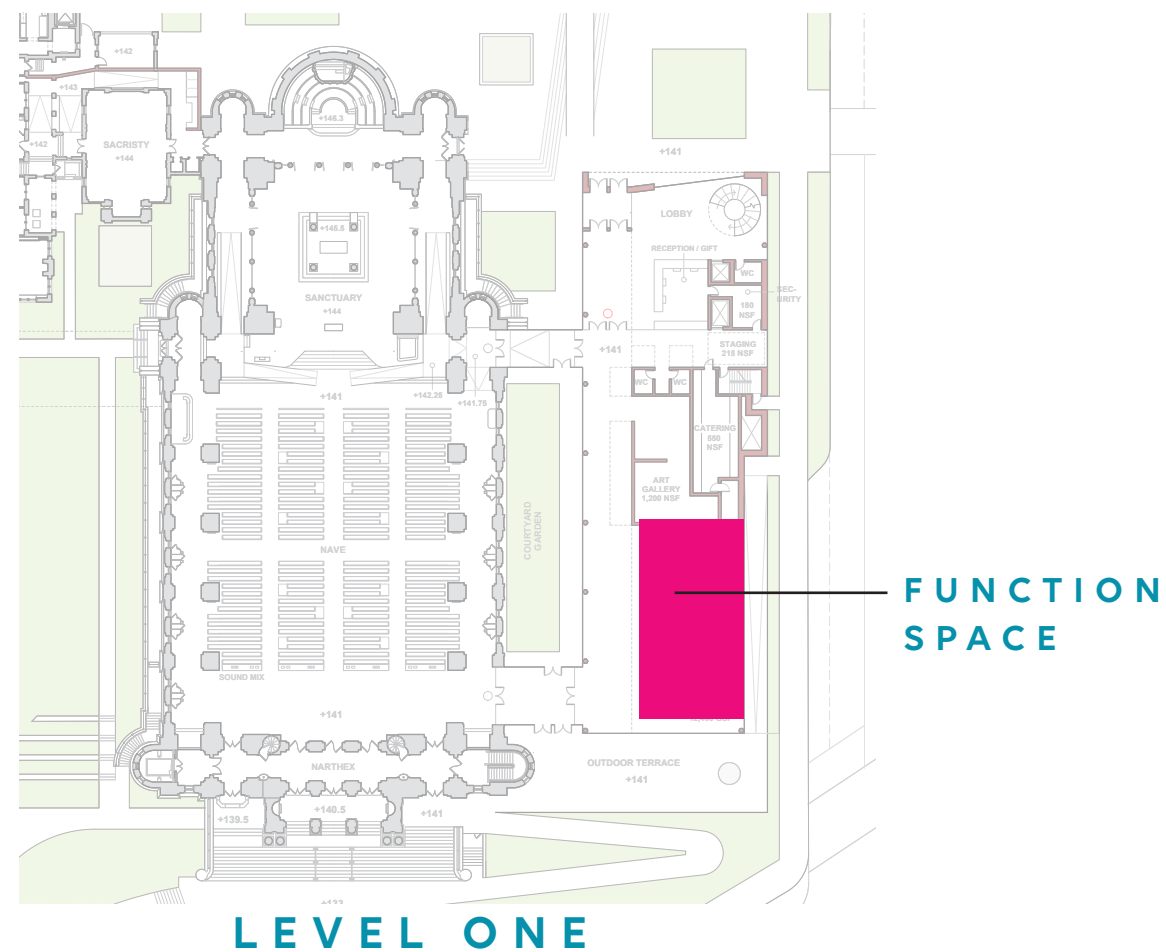 +142
+143
+146.3
+142
SACRISTY
+144
+141
LOBBY
+145.5
RECEPTION / GIFT
WC
SEC-
URITY
SANCTUARY
+144
150
NSF
+141
STAGING
215 NSF
WC
WC
+141
+142.25
+141.75
CATERING
550
NSF
ART
GALLERY
1,200 NSF
COURTYARD
GARDEN
NAVE
FUNCTION
SPACE
SOUND MIX
+141
NARTHEX
OUTDOOR TERRACE
+141
+139.5
+140.5
+141
LEVEL ONE